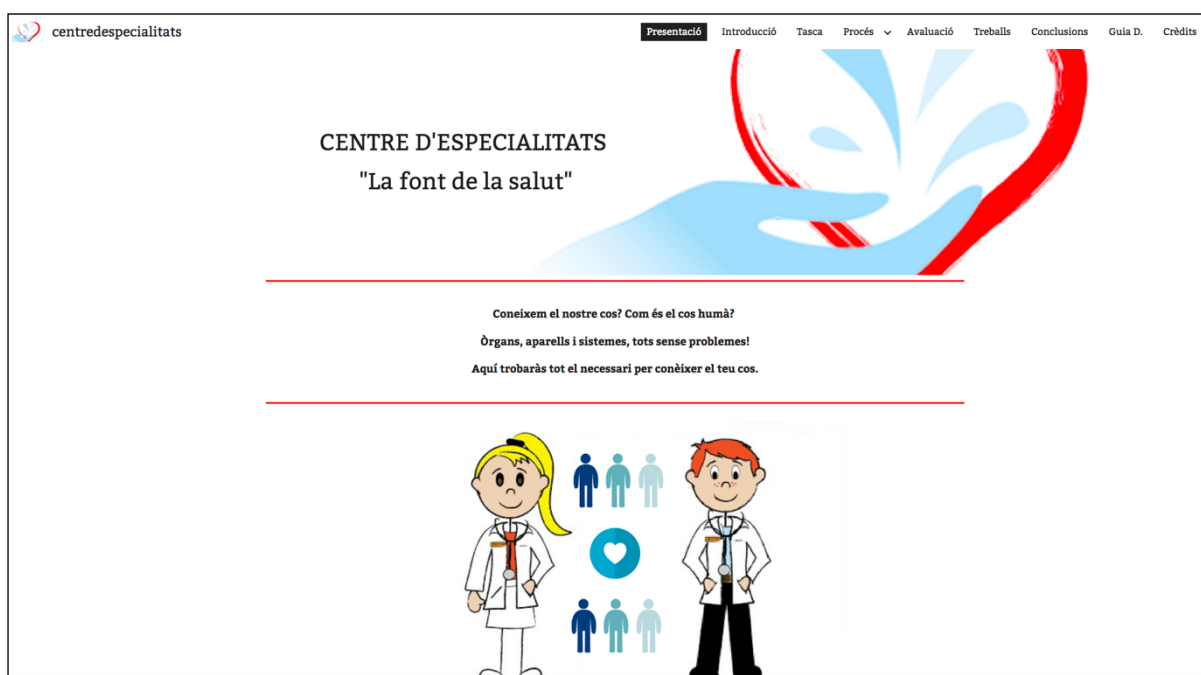 centredespecialitats
Presentació Introducció Tasca Procés Avaluació Treballs Conclusions Guia D. Crèdits
CENTRE D'ESPECIALITATS
"La font de la salut"
Coneixem el nostre cos? Com és el cos humà?
Òrgans, aparells i sistemes, tots sense problemes!
Aquí trobaràs tot el necessari per conèixer el teu cos.